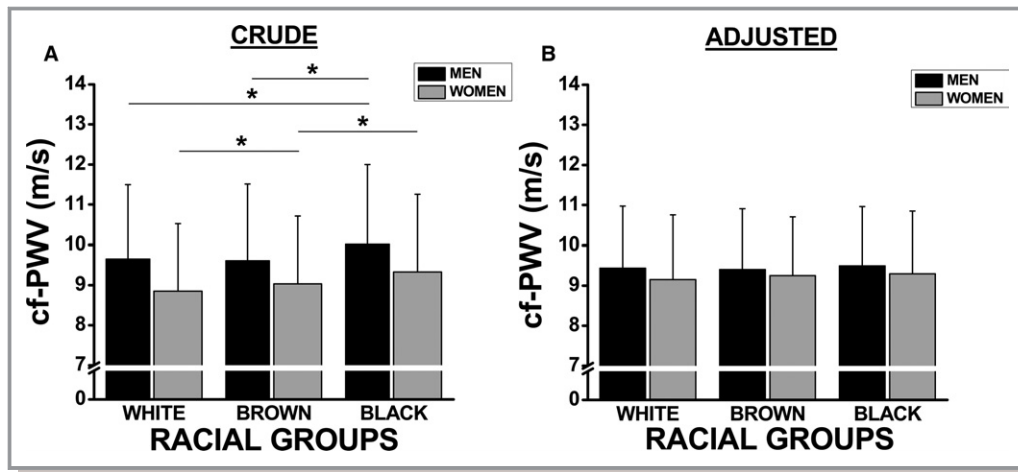 A
CRUDE
MEN
WOMEN
*
*
*
*
cf-PWV (m/s)
14
13
12
11
10
9
8
7
0
WHITE BROWN BLACK
RACIAL GROUPS
B
ADJUSTED
MEN
WOMEN
cf-PWV (m/s)
14
13
12
11
10
9
8
7
0
WHITE BROWN BLACK
RACIAL GROUPS